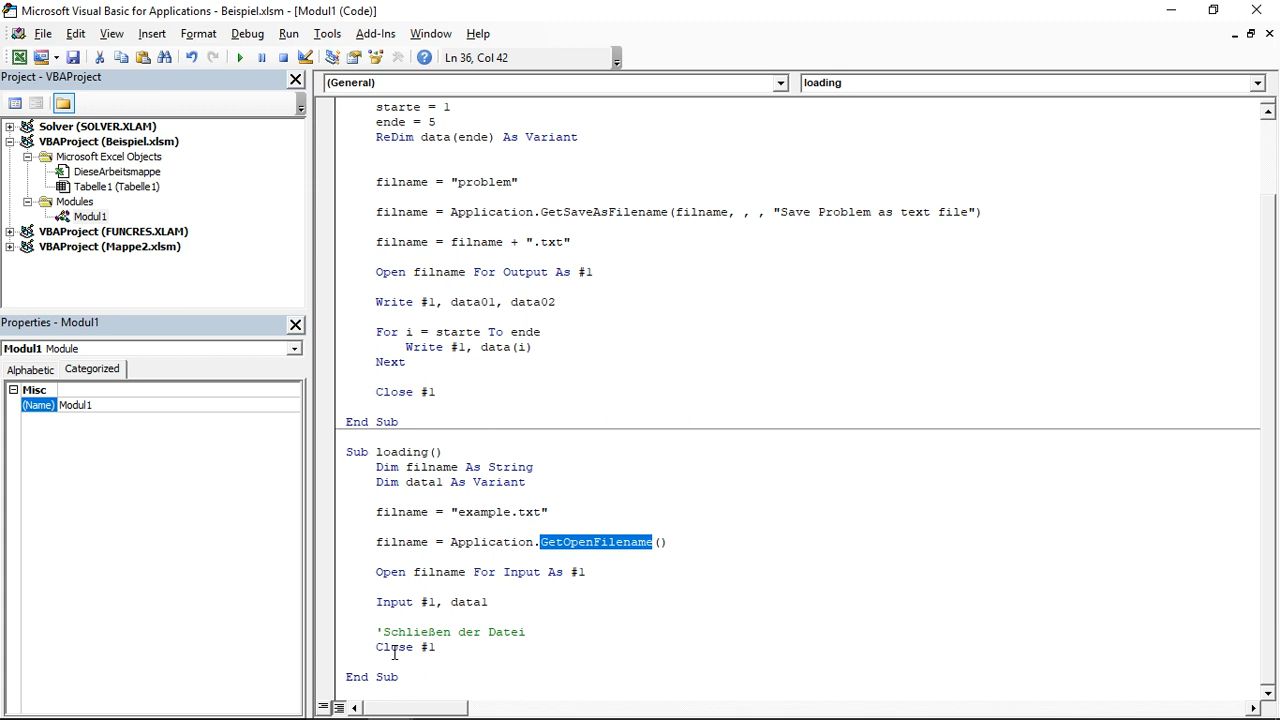 Microsoft Visual Basic for Applications - Beispiel.xlsm - [Modul1 (Code)]
File Edit View Insert Format Debug Run Tools Add-Ins Window Help
Ln 36, Col 42
Project - VBAProject
Solver (SOLVER.XLAM)
VBAProject (Beispiel.xlsm)
Microsoft Excel Objects
DieseArbeitsmappe
Tabelle1 (Tabelle1)
Modules
Modul1
VBAProject (FUNCRES.XLAM)
VBAProject (Mappe2.xlsm)
Properties - Modul1
Modul1 Module
Alphabetic Categorized
Misc
(Name) Modul1
(General) loading
starte = 1
ende = 5
ReDim data(ende) As Variant
filname = "problem"
filname = Application.GetSaveAsFilename(filname, , , "Save Problem as text file")
filname = filname + ".txt"
Open filname For Output As #1
Write #1, data01, data02
For i = starte To ende
Write #1, data(i)
Next
Close #1
End Sub
Sub loading()
Dim filname As String
Dim data1 As Variant
filname = "example.txt"
filname = Application.GetOpenFilename()
Open filname For Input As #1
Input #1, data1
'Schließen der Datei
Close #1
End Sub